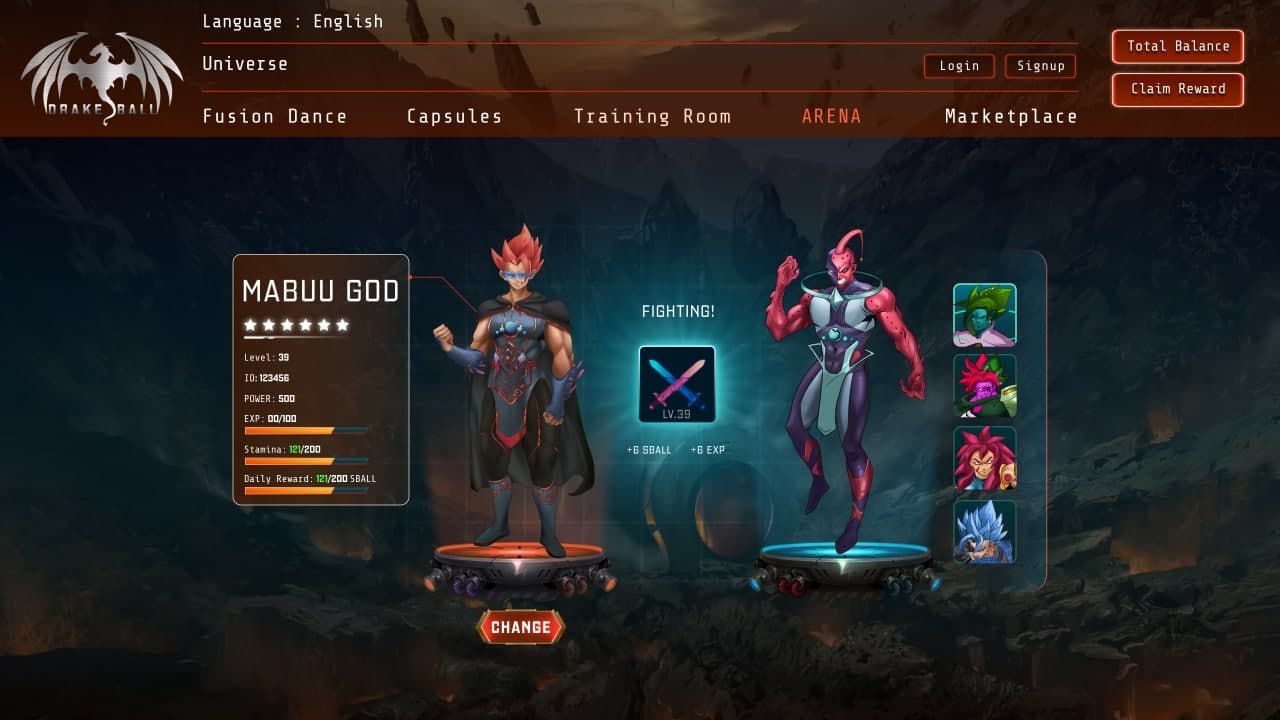 Language : English
Universe
Login
Signup
Total Balance
Claim Reward
DRAKE BALL
Fusion Dance
Capsules
Training Room
ARENA
Marketplace
MABUU GOD
Level: 39
ID:123456
POWER: 500
EXP: 00/100
Stamina: 121/200
Daily Reward: 121/200 SBALL
FIGHTING!
LV.39
+6 SBALL / +6 EXP
CHANGE